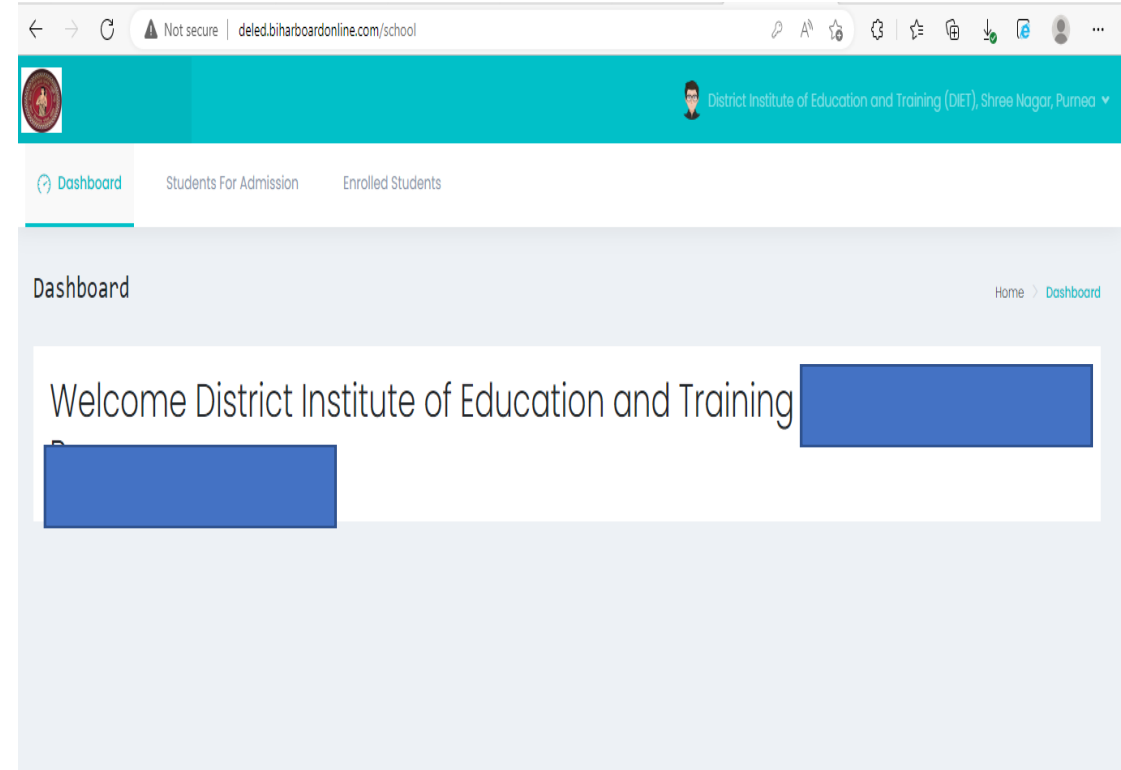 Not secure deled.biharboardonline.com/school
District Institute of Education and Training (DIET), Shree Nagar, Purnea
Dashboard Students For Admission Enrolled Students
Dashboard
Home > Dashboard
Welcome District Institute of Education and Training